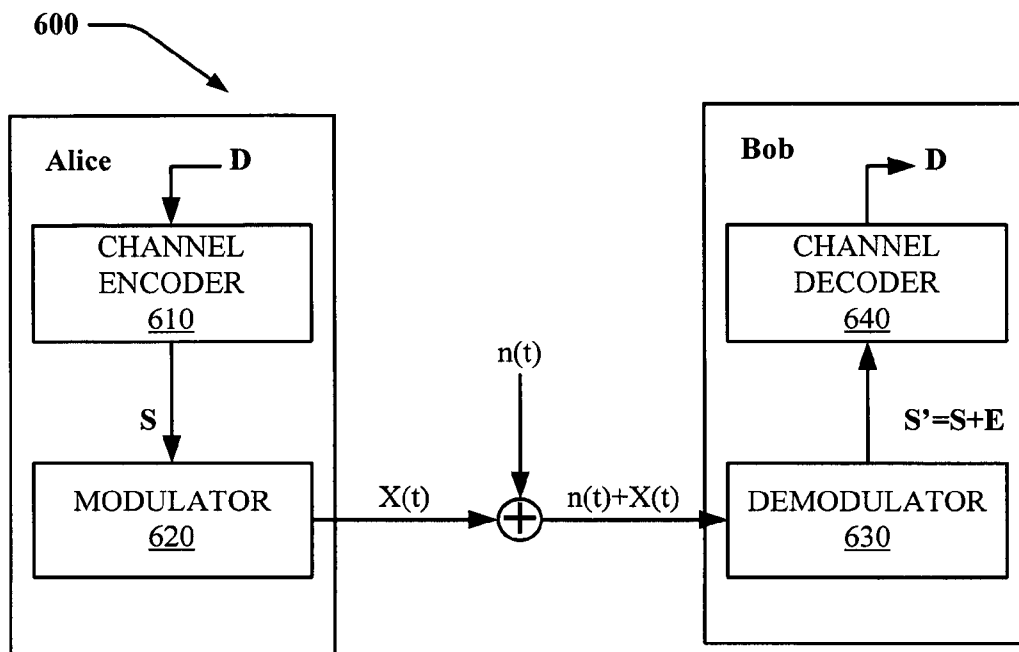 600
Alice
D
CHANNEL
ENCODER
610
S
MODULATOR
620
X(t)
n(t)
n(t)+X(t)
Bob
D
CHANNEL
DECODER
640
S'=S+E
DEMODULATOR
630